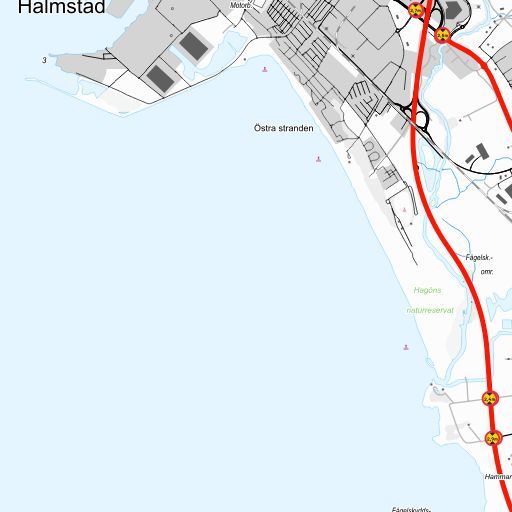 Halmstad
Motorb.
3
Östra stranden
Fågelsk.-
omr.
Hagöns
naturreservat
Hammar
Fågelskydds-